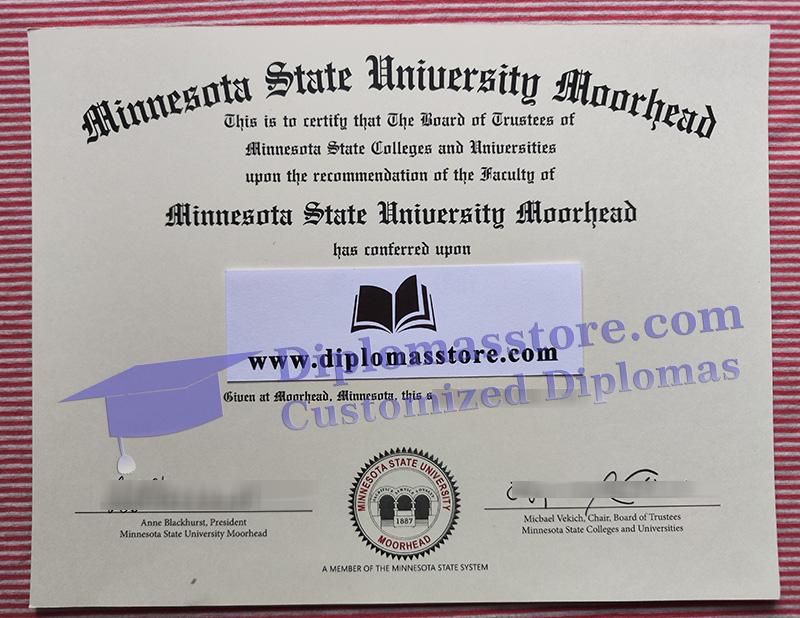 Minnesota State University Moorhead
This is to certify that The Board of Trustees of
Minnesota State Colleges and Universities
upon the recommendation of the Faculty of
Minnesota State University Moorhead
has conferred upon
www.diplomasstore.com
Diplomasstore.com
Customized Diplomas
Given at Moorhead, Minnesota, this
Anne Blackhurst, President
Minnesota State University Moorhead
MINNESOTA STATE UNIVERSITY
1887
MOORHEAD
Micbael Vekich, Chair, Board of Trustees
Minnesota State Colleges and Universities
A MEMBER OF THE MINNESOTA STATE SYSTEM